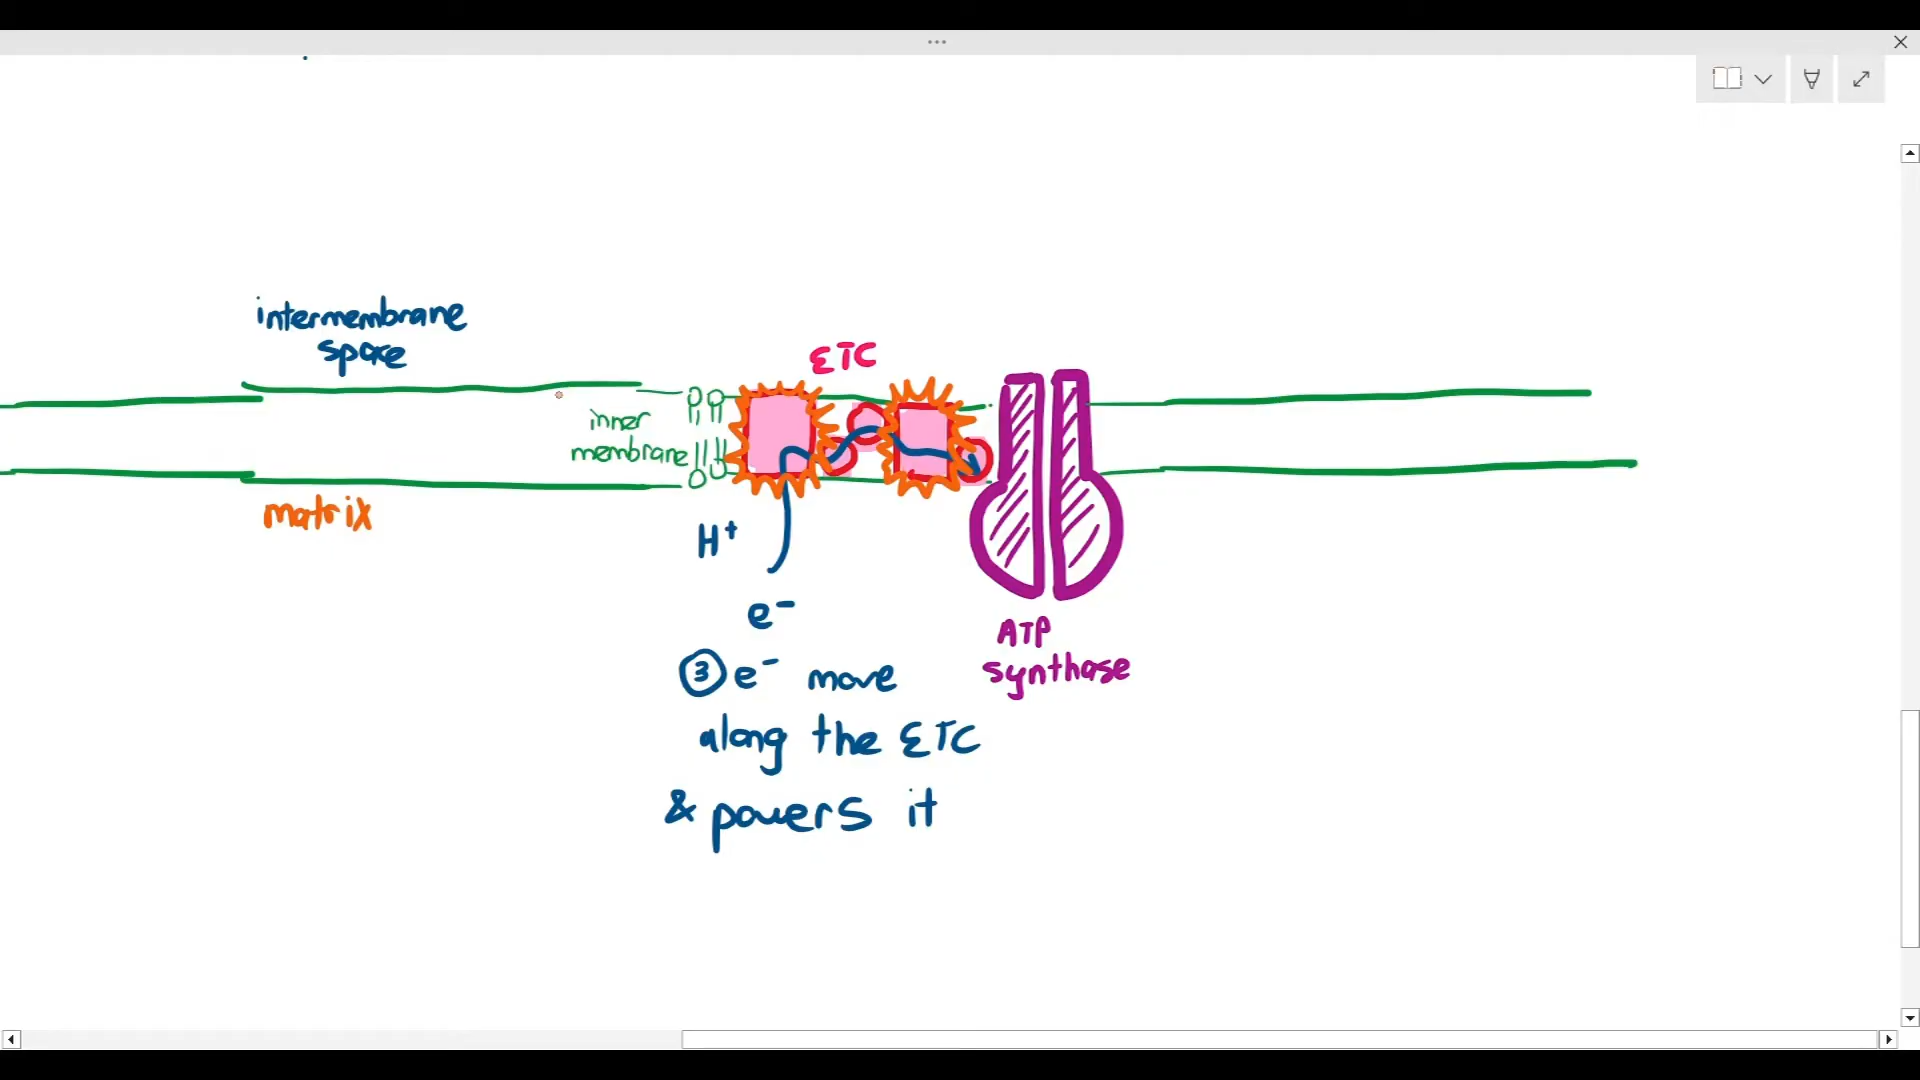 intermembrane
space
ETC
inner
membrane
matrix
H⁺
e⁻
ATP
synthase
③ e⁻ move
along the ETC
& powers it